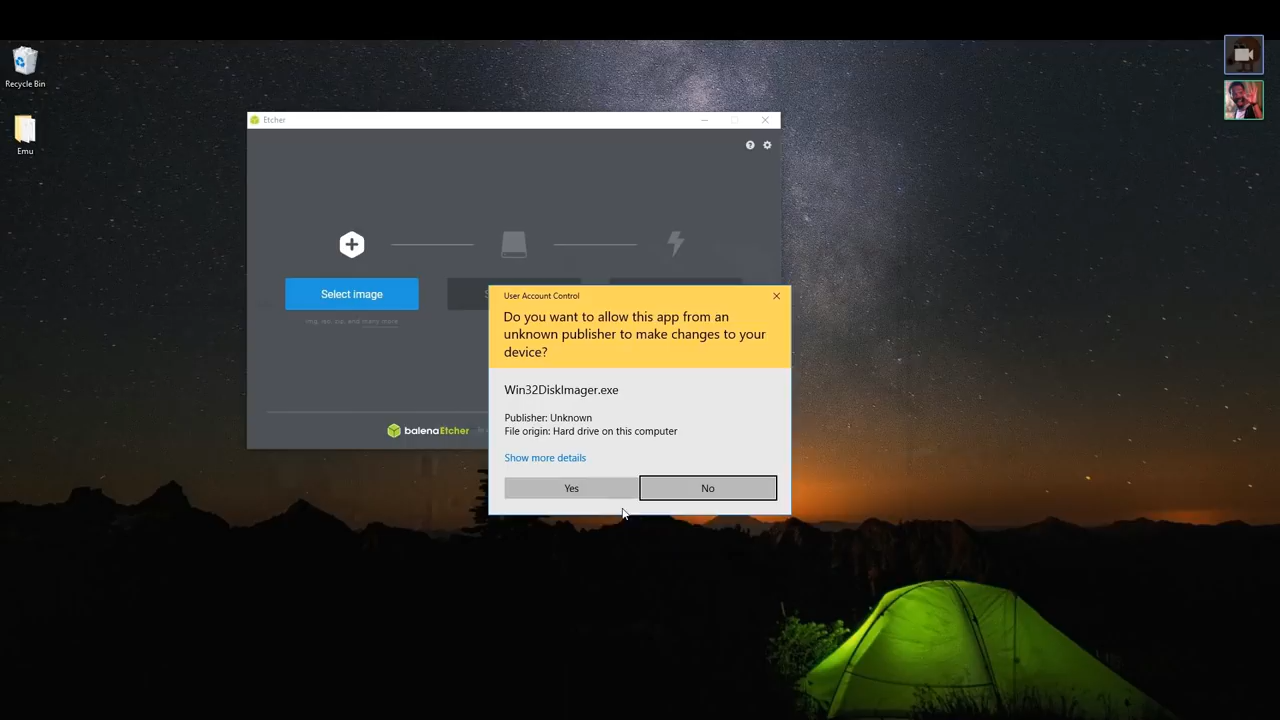 Recycle Bin
Emu
Etcher
Select image
img, iso, zip, and many more
balenaEtcher
User Account Control
Do you want to allow this app from an
unknown publisher to make changes to your
device?
Win32DiskImager.exe
Publisher: Unknown
File origin: Hard drive on this computer
Show more details
Yes
No